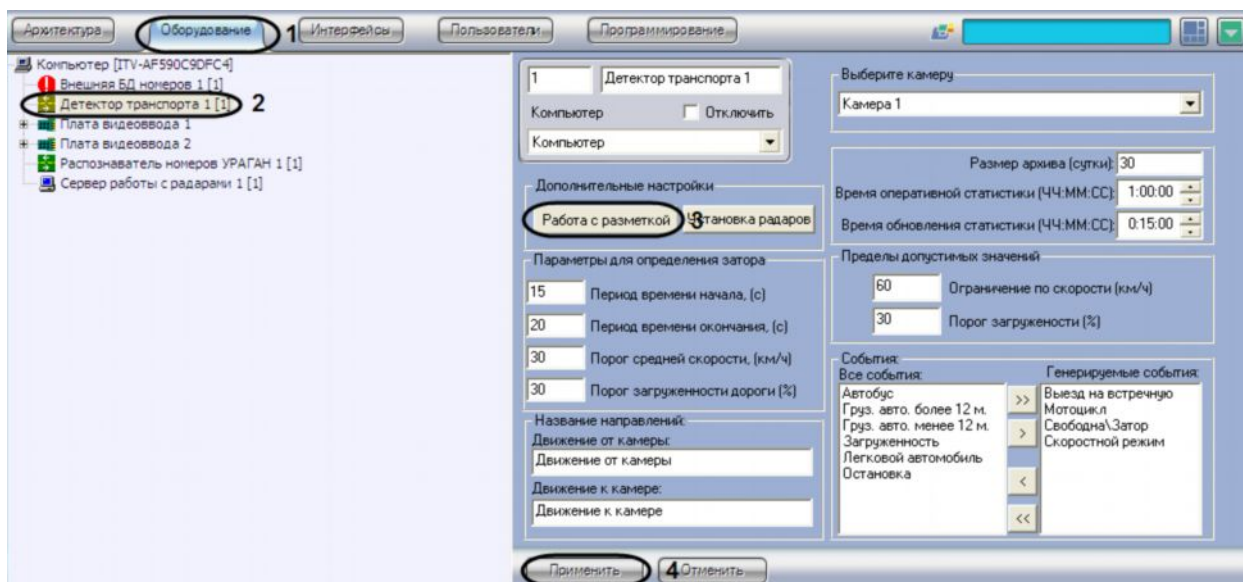 Архитектура Оборудование 1 Интерфейсы Пользователи Программирование
Компьютер [ITV-AF590C9DFC4]
Внешняя БД номеров 1 [1]
Детектор транспорта 1 [1] 2
Плата видеоввода 1
Плата видеоввода 2
Распознаватель номеров УРАГАН 1 [1]
Сервер работы с радарами 1 [1]
1 Детектор транспорта 1
Компьютер Отключить
Компьютер
Дополнительные настройки
Работа с разметкой 3 Установка радаров
Параметры для определения затора
15 Период времени начала, (с)
20 Период времени окончания, (с)
30 Порог средней скорости, (км/ч)
30 Порог загруженности дороги (%)
Название направлений:
Движение от камеры:
Движение от камеры
Движение к камере:
Движение к камере
Выберите камеру
Камера 1
Размер архива (сутки): 30
Время оперативной статистики (ЧЧ:ММ:СС): 1:00:00
Время обновления статистики (ЧЧ:ММ:СС): 0:15:00
Пределы допустимых значений
60 Ограничение по скорости (км/ч)
30 Порог загружености (%)
События:
Все события:
Автобус
Груз. авто. более 12 м.
Груз. авто. менее 12 м.
Загруженность
Легковой автомобиль
Остановка
>>
>
<
<<
Генерируемые события:
Выезд на встречную
Мотоцикл
Свободна\Затор
Скоростной режим
Применить 4 Отменить